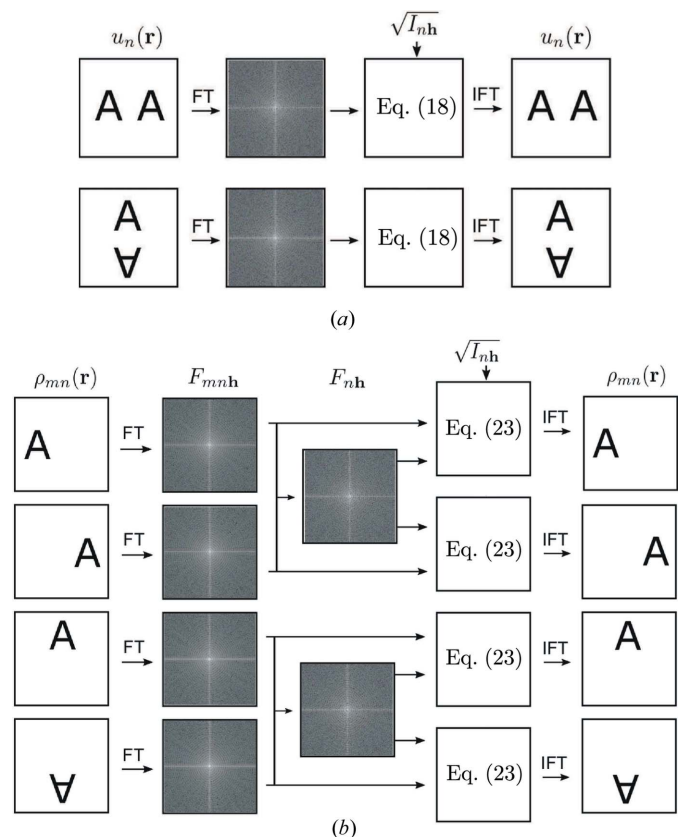 √I_nh
u_n(r) u_n(r)
A A FT Eq. (18) IFT A A
A FT Eq. (18) IFT A
∀ ∀
(a)
√I_nh
ρ_mn(r) F_mnh F_nh ρ_mn(r)
A FT Eq. (23) IFT A
A FT Eq. (23) IFT A
A FT Eq. (23) IFT A
∀ FT Eq. (23) IFT ∀
(b)